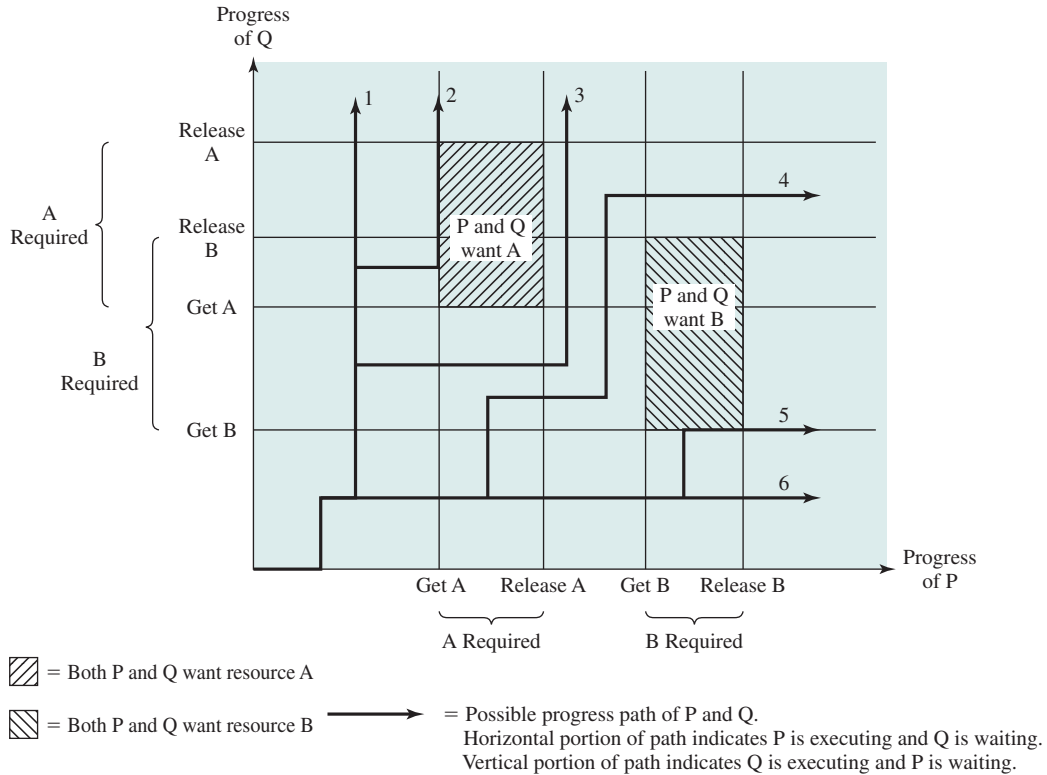 Progress
of Q
1
2
3
Release
A
4
A
Required
Release
B
P and Q
want A
Get A
P and Q
want B
B
Required
Get B
5
6
Progress
of P
Get A
Release A
Get B
Release B
A Required
B Required
= Both P and Q want resource A
= Both P and Q want resource B
= Possible progress path of P and Q.
Horizontal portion of path indicates P is executing and Q is waiting.
Vertical portion of path indicates Q is executing and P is waiting.